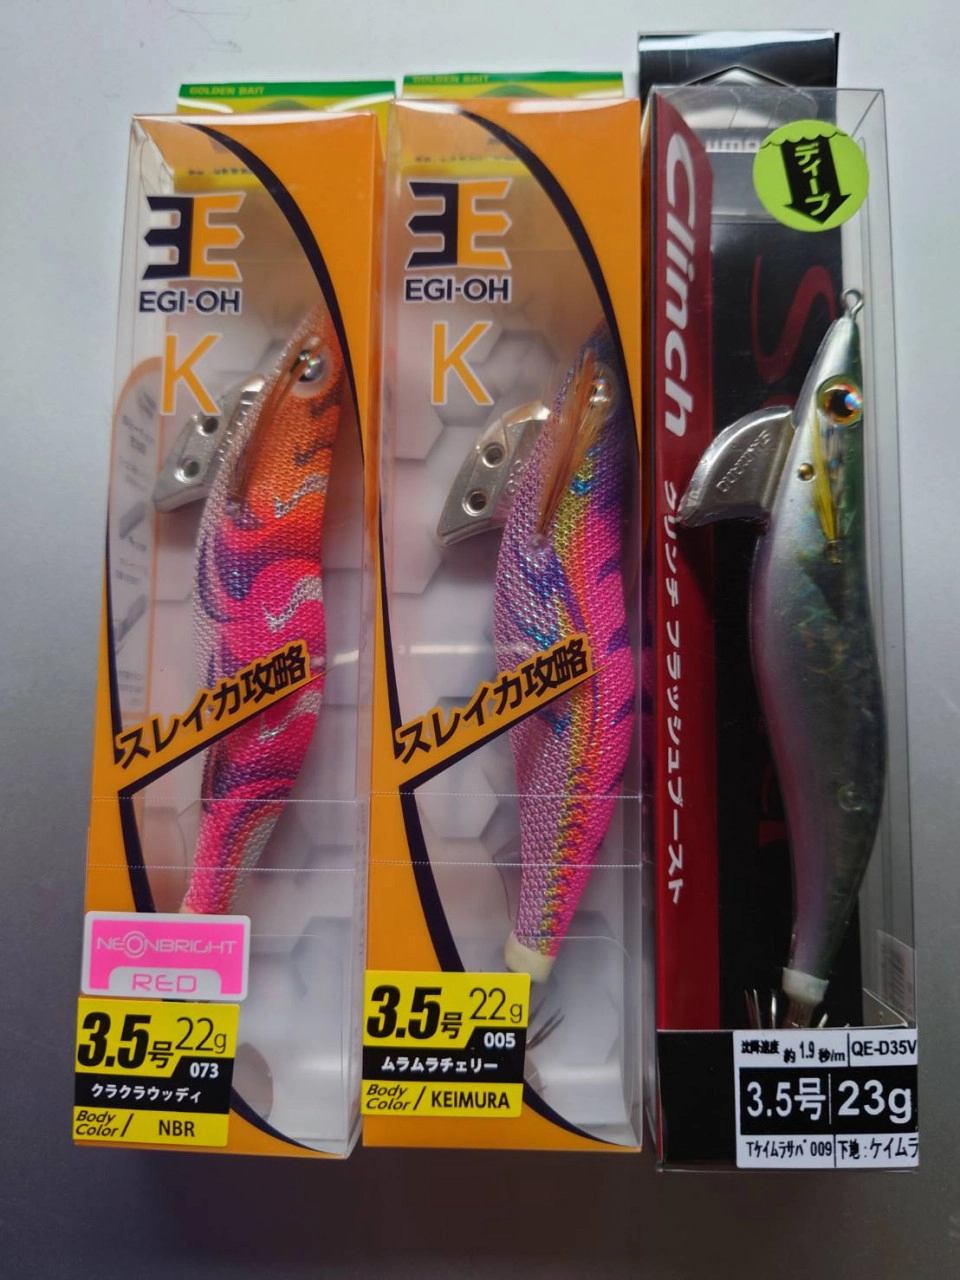 GOLDEN BAIT
EGI-OH
K
スレイカ攻略
NEONBRIGHT
RED
3.5号 22g
073
クラクラウッディ
Body Color / NBR
GOLDEN BAIT
EGI-OH
K
スレイカ攻略
3.5号 22g
005
ムラムラチェリー
Body Color / KEIMURA
ディープ
Clinch
クリンチ フラッシュブースト
SHIMANO
沈降速度 約1.9秒/m QE-D35V
3.5号 23g
Tケイムラサバ 009 下地:ケイムラ